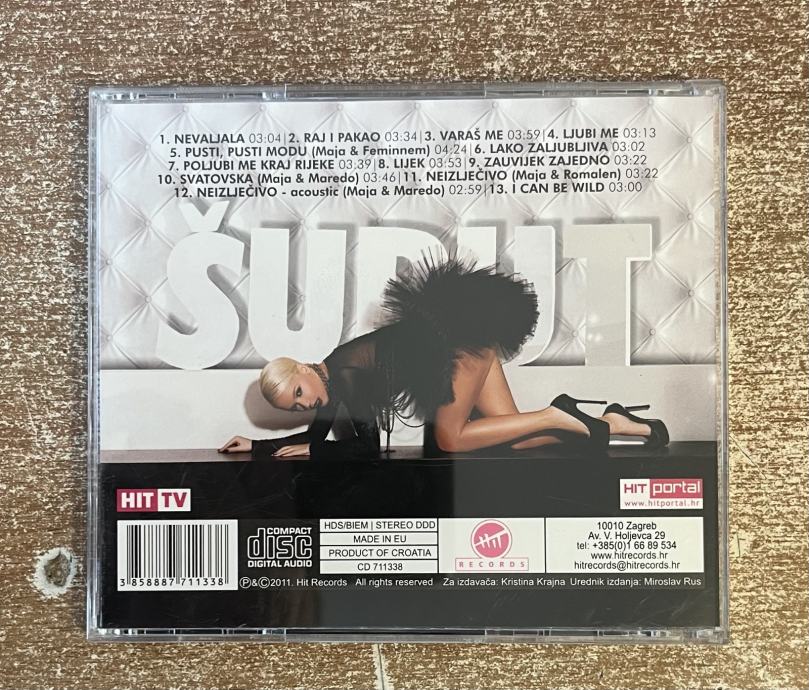 1. NEVALJALA 03:04|2. RAJ I PAKAO 03:34|3. VARAŠ ME 03:59|4. LJUBI ME 03:13
5. PUSTI, PUSTI MODU (Maja & Feminnem) 04:24|6. LAKO ZALJUBLJIVA 03:02
7. POLJUBI ME KRAJ RIJEKE 03:39|8. LIJEK 03:53|9. ZAUVIJEK ZAJEDNO 03:22
10. SVATOVSKA (Maja & Maredo) 03:46|11. NEIZLJEČIVO (Maja & Romalen) 03:22
12. NEIZLJEČIVO - acoustic (Maja & Maredo) 02:59|13. I CAN BE WILD 03:00
ŠUPUT
HIT TV
HIT portal
www.hitportal.hr
3 858887 711338
COMPACT
disc
DIGITAL AUDIO
HDS/BIEM | STEREO DDD
MADE IN EU
PRODUCT OF CROATIA
CD 711338
HIT
RECORDS
10010 Zagreb
Av. V. Holjevca 29
tel: +385(0)1 66 89 534
www.hitrecords.hr
hitrecords@hitrecords.hr
Ⓟ&©2011. Hit Records All rights reserved Za izdavača: Kristina Krajna Urednik izdanja: Miroslav Rus